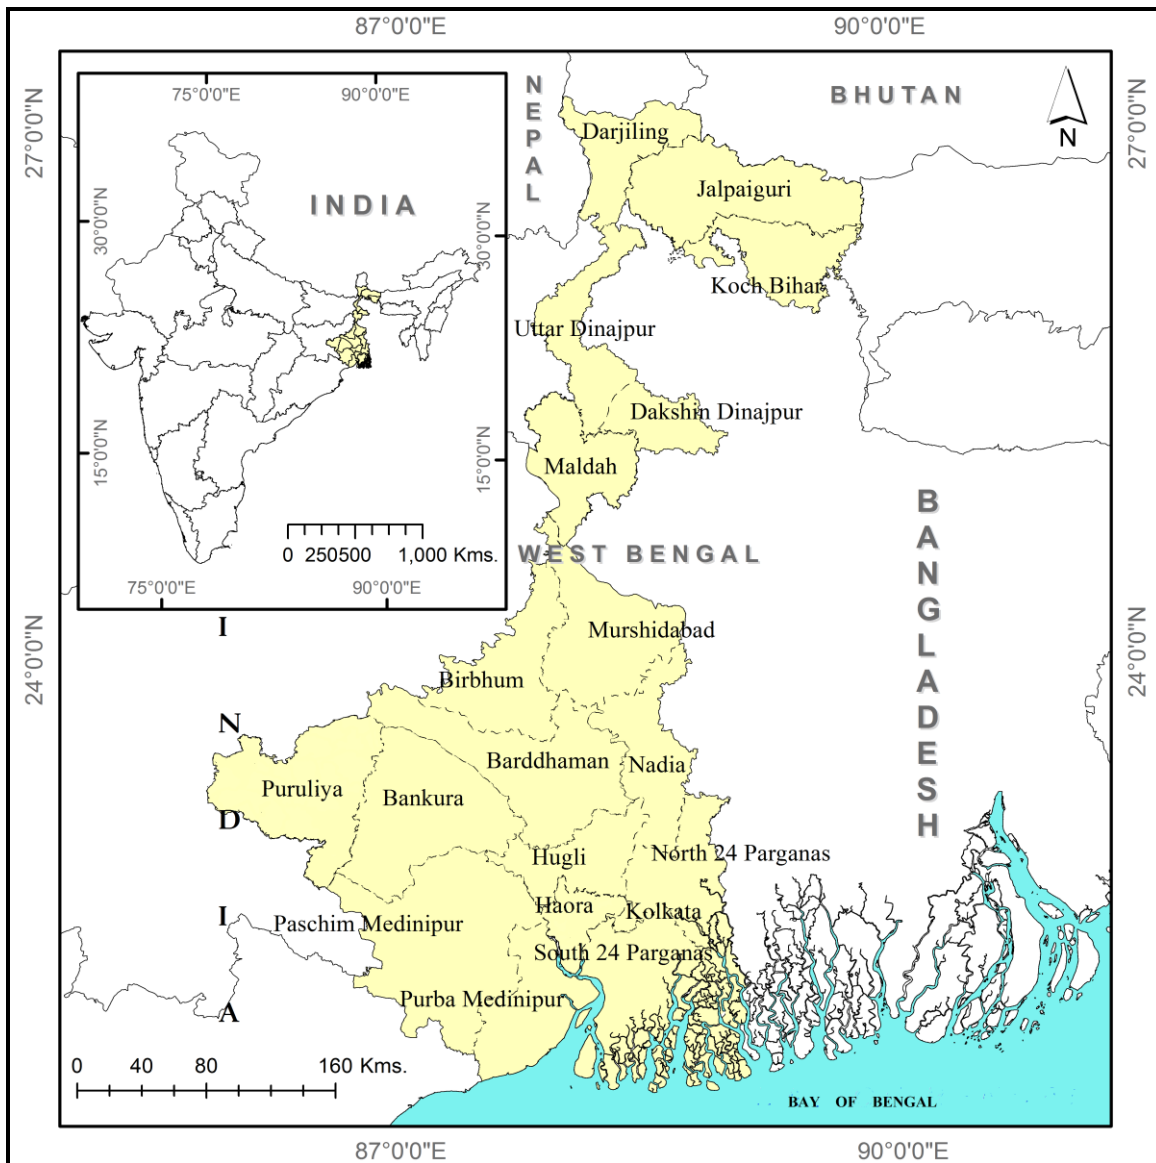 87°0'0"E
90°0'0"E
27°0'0"N
27°0'0"N
24°0'0"N
24°0'0"N
87°0'0"E
90°0'0"E
75°0'0"E
90°0'0"E
30°0'0"N
30°0'0"N
INDIA
15°0'0"N
15°0'0"N
0 250500 1,000 Kms.
75°0'0"E
90°0'0"E
NEPAL
BHUTAN
N
Darjiling
Jalpaiguri
Koch Bihar
Uttar Dinajpur
Dakshin Dinajpur
Maldah
WEST BENGAL
BANGLADESH
INDIA
Murshidabad
Birbhum
Barddhaman
Nadia
Puruliya
Bankura
Hugli
North 24 Parganas
Haora
Kolkata
Paschim Medinipur
South 24 Parganas
Purba Medinipur
0 40 80 160 Kms.
BAY OF BENGAL